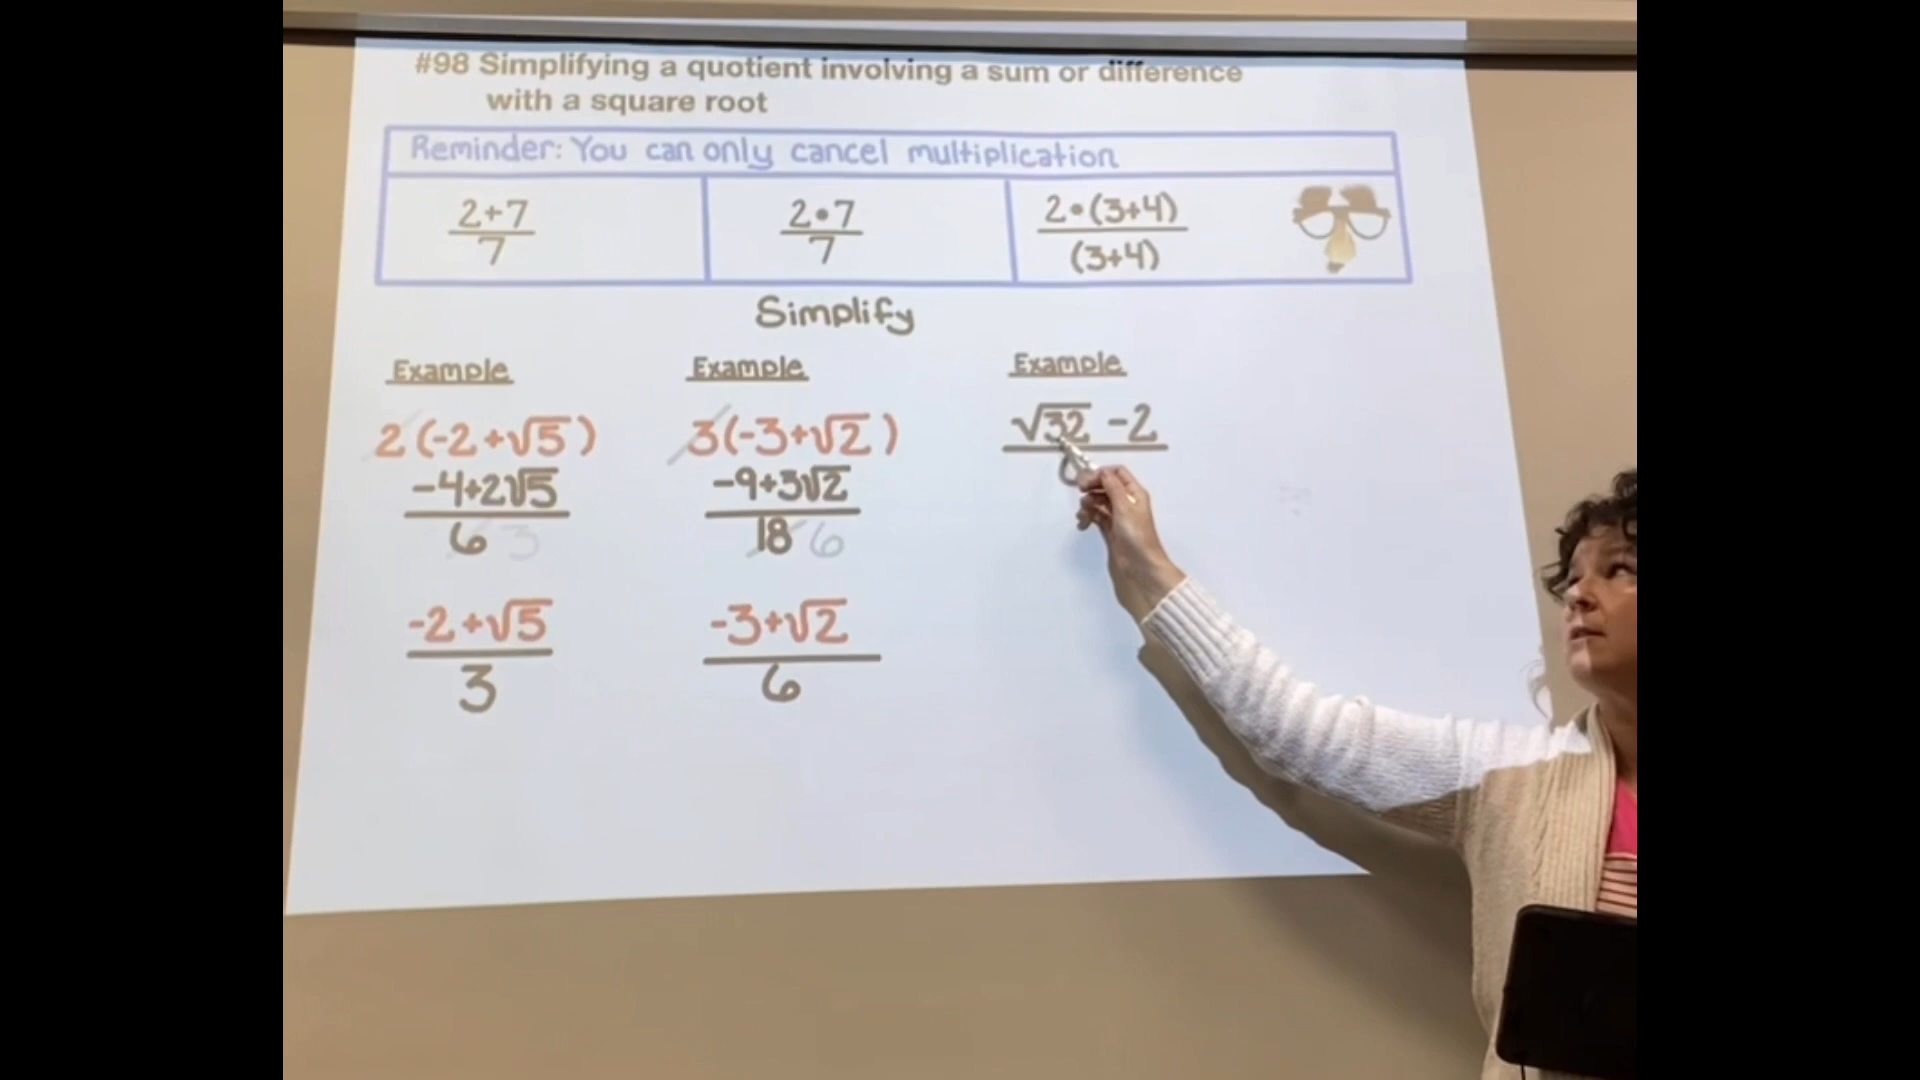 #98 Simplifying a quotient involving a sum or difference
with a square root
Reminder: You can only cancel multiplication
2+7
7
2•7
7
2•(3+4)
(3+4)
Simplify
Example
2(-2+√5)
-4+2√5
6 3
-2+√5
3
Example
3(-3+√2)
-9+3√2
18 6
-3+√2
6
Example
√32 -2